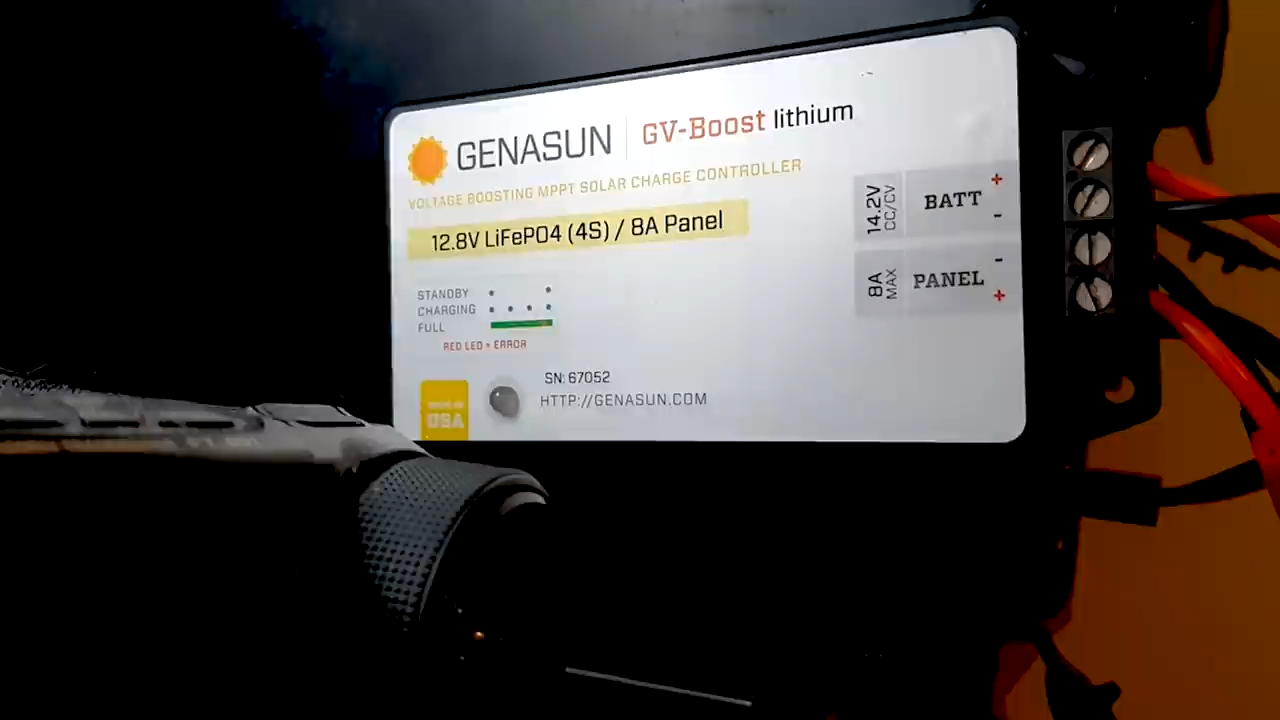 GENASUN | GV-Boost lithium
VOLTAGE BOOSTING MPPT SOLAR CHARGE CONTROLLER
12.8V LiFePO4 (4S) / 8A Panel
14.2V
CC/CV
BATT
+
-
8A
MAX
PANEL
-
+
STANDBY
CHARGING
FULL
RED LED = ERROR
SN: 67052
HTTP://GENASUN.COM
USA